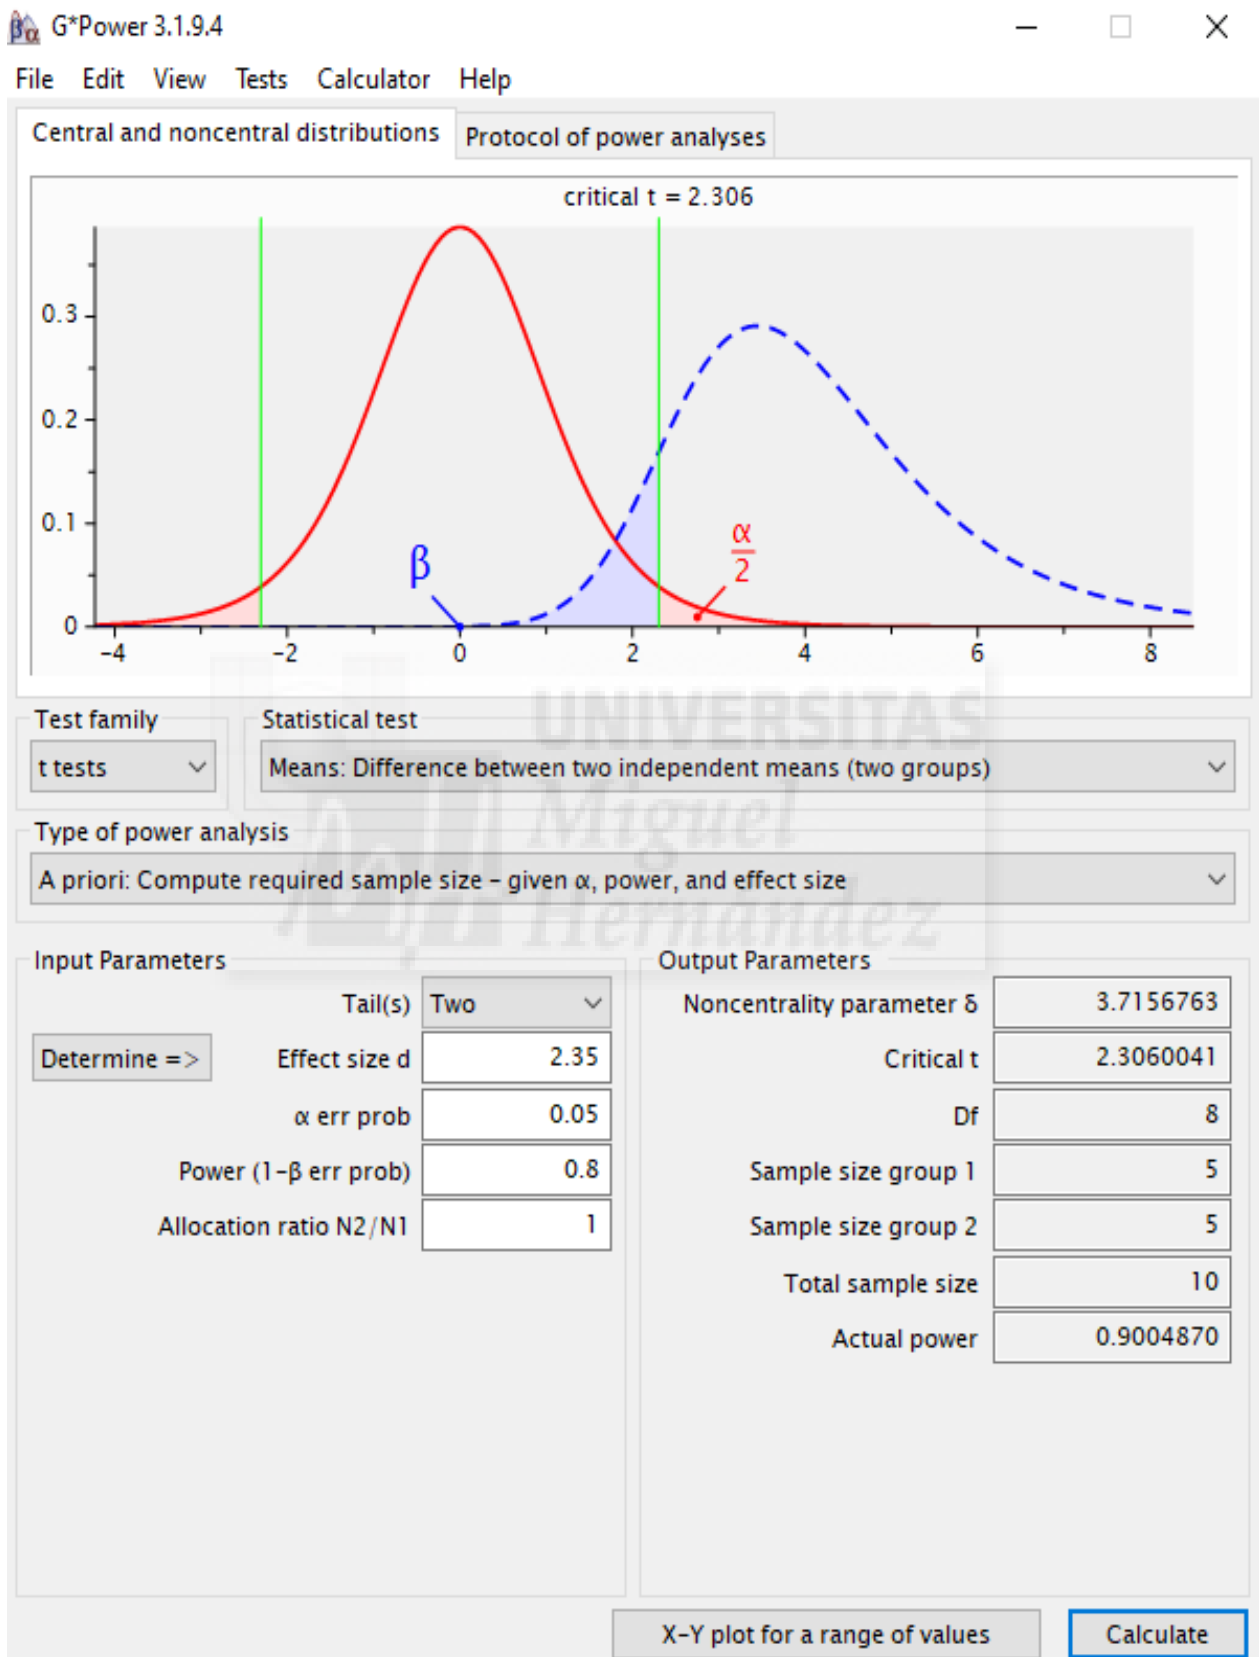 G*Power 3.1.9.4
File Edit View Tests Calculator Help
Central and noncentral distributions Protocol of power analyses
critical t = 2.306
0.3
0.2
0.1
0
β
α
2
-4 -2 0 2 4 6 8
UNIVERSITAS
Miguel
Hernández
Test family Statistical test
t tests Means: Difference between two independent means (two groups)
Type of power analysis
A priori: Compute required sample size – given α, power, and effect size
Input Parameters Output Parameters
Tail(s) Two Noncentrality parameter δ 3.7156763
Determine => Effect size d 2.35 Critical t 2.3060041
α err prob 0.05 Df 8
Power (1-β err prob) 0.8 Sample size group 1 5
Allocation ratio N2/N1 1 Sample size group 2 5
Total sample size 10
Actual power 0.9004870
X-Y plot for a range of values Calculate